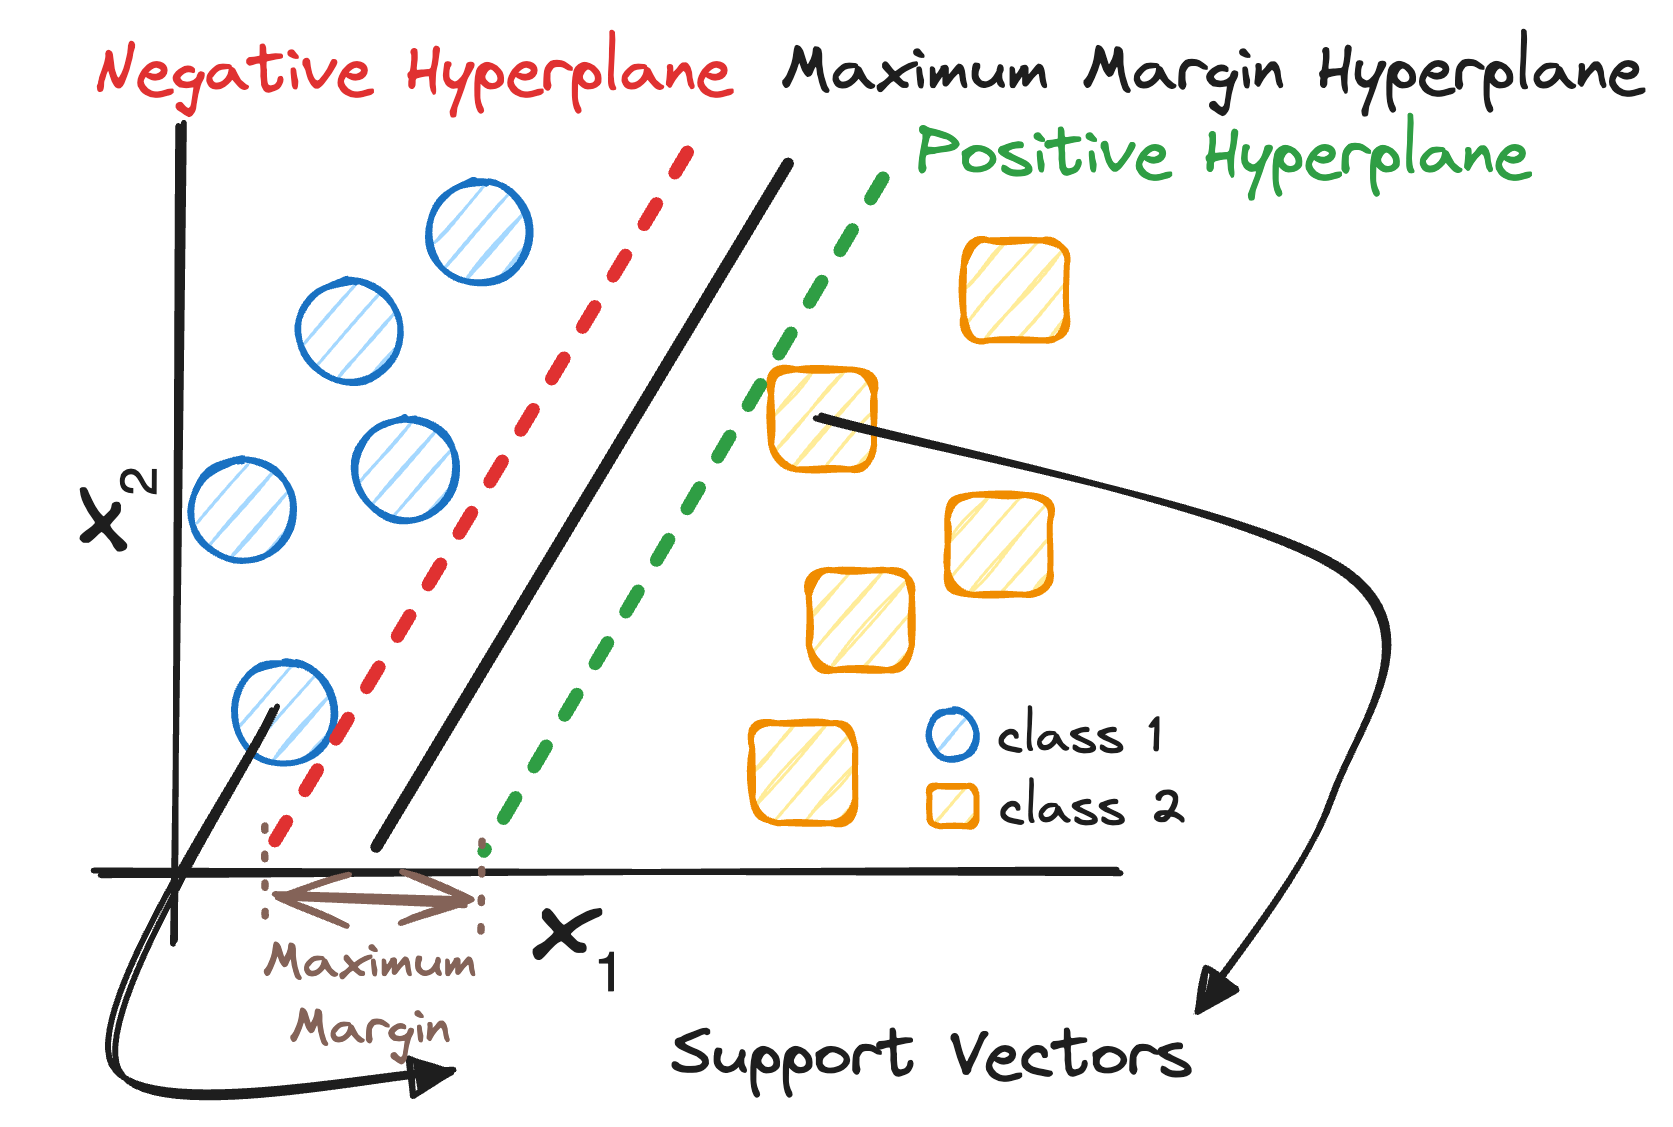 Negative Hyperplane
Maximum Margin Hyperplane
Positive Hyperplane
x2
class 1
class 2
x1
Maximum
Margin
Support Vectors